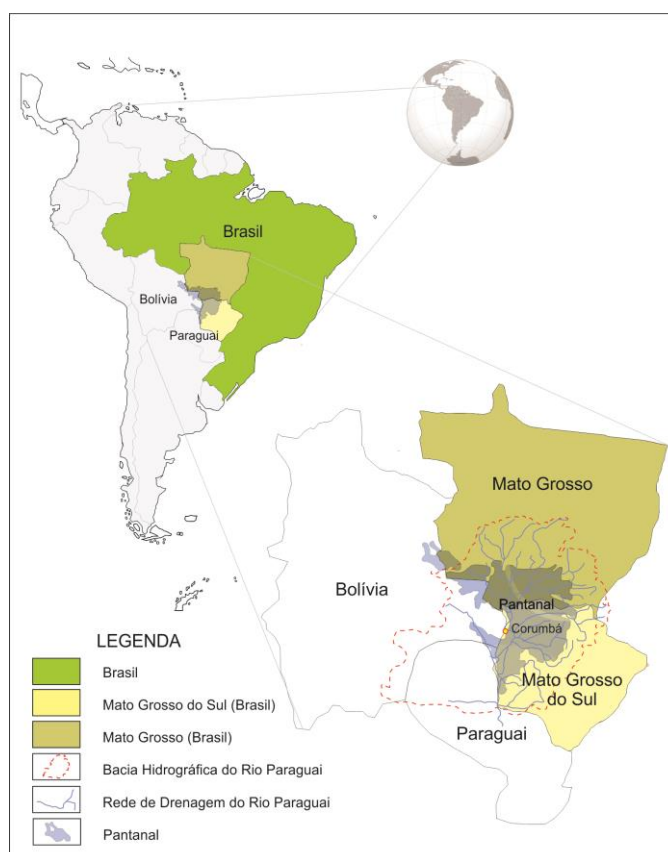 Brasil
Bolívia
Paraguai
Mato Grosso
Bolívia
Pantanal
Corumbá
Mato Grosso
do Sul
Paraguai
LEGENDA
Brasil
Mato Grosso do Sul (Brasil)
Mato Grosso (Brasil)
Bacia Hidrográfica do Rio Paraguai
Rede de Drenagem do Rio Paraguai
Pantanal